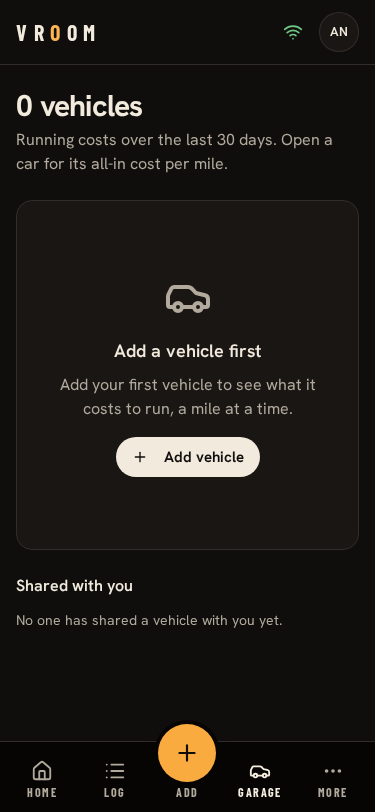 VROOM
AN
0 vehicles
Running costs over the last 30 days. Open a
car for its all-in cost per mile.
Add a vehicle first
Add your first vehicle to see what it
costs to run, a mile at a time.
+ Add vehicle
Shared with you
No one has shared a vehicle with you yet.
HOME LOG ADD GARAGE MORE